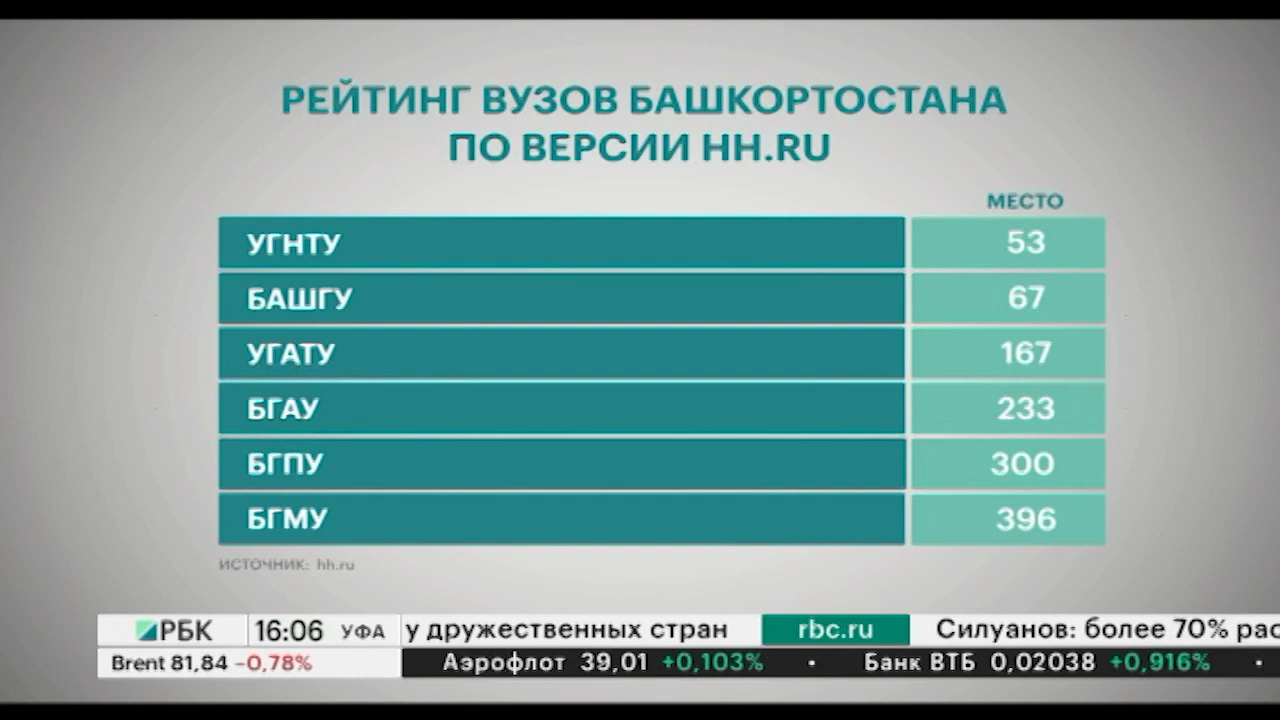 РЕЙТИНГ ВУЗОВ БАШКОРТОСТАНА
ПО ВЕРСИИ HH.RU
МЕСТО
УГНТУ 53
БАШГУ 67
УГАТУ 167
БГАУ 233
БГПУ 300
БГМУ 396
ИСТОЧНИК: hh.ru
РБК 16:06 УФА у дружественных стран rbc.ru Силуанов: более 70% рас
Brent 81,84 −0,78% Аэрофлот 39,01 +0,103% • Банк ВТБ 0,02038 +0,916% •